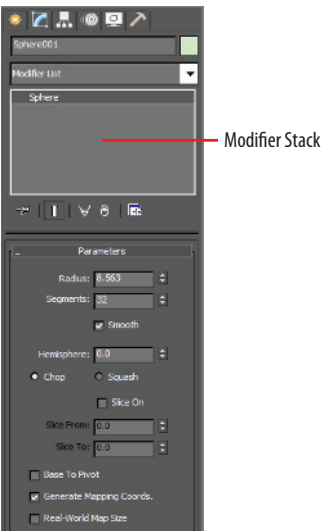 Sphere001
Modifier List
Sphere
Modifier Stack
Parameters
Radius: 8.563
Segments: 32
Smooth
Hemisphere: 0.0
Chop Squash
Slice On
Slice From: 0.0
Slice To: 0.0
Base To Pivot
Generate Mapping Coords.
Real-World Map Size